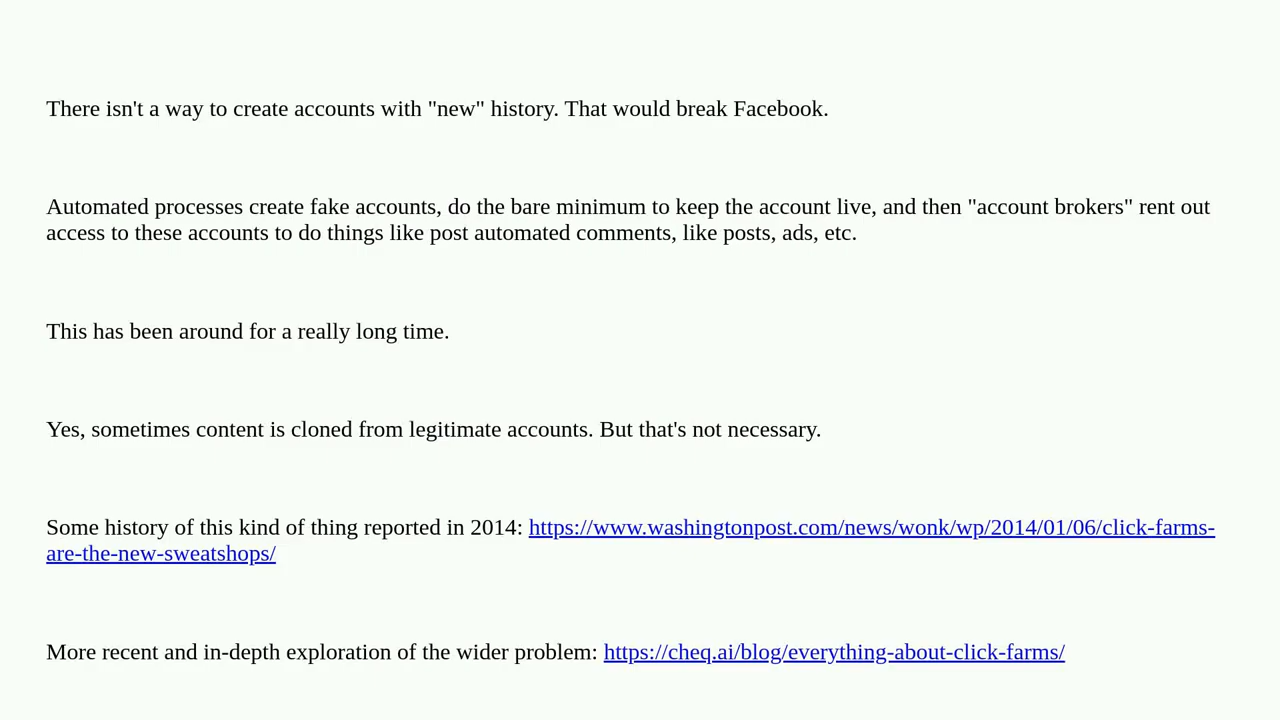 There isn't a way to create accounts with "new" history. That would break Facebook.
Automated processes create fake accounts, do the bare minimum to keep the account live, and then "account brokers" rent out
access to these accounts to do things like post automated comments, like posts, ads, etc.
This has been around for a really long time.
Yes, sometimes content is cloned from legitimate accounts. But that's not necessary.
Some history of this kind of thing reported in 2014: https://www.washingtonpost.com/news/wonk/wp/2014/01/06/click-farms-
are-the-new-sweatshops/
More recent and in-depth exploration of the wider problem: https://cheq.ai/blog/everything-about-click-farms/